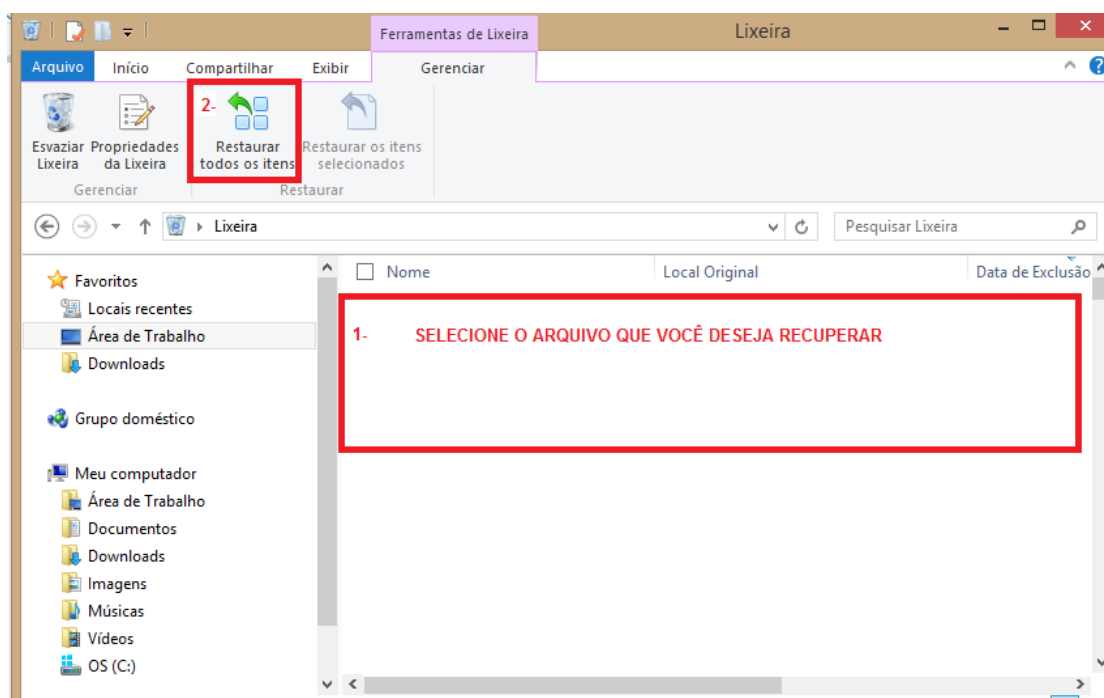 Ferramentas de Lixeira
Lixeira
Arquivo
Início
Compartilhar
Exibir
Gerenciar
2-
Esvaziar Lixeira
Propriedades da Lixeira
Restaurar todos os itens
Restaurar os itens selecionados
Gerenciar
Restaurar
Lixeira
Pesquisar Lixeira
Nome
Local Original
Data de Exclusão
Favoritos
Locais recentes
Área de Trabalho
Downloads
Grupo doméstico
Meu computador
Área de Trabalho
Documentos
Downloads
Imagens
Músicas
Vídeos
OS (C:)
1- SELECIONE O ARQUIVO QUE VOCÊ DESEJA RECUPERAR